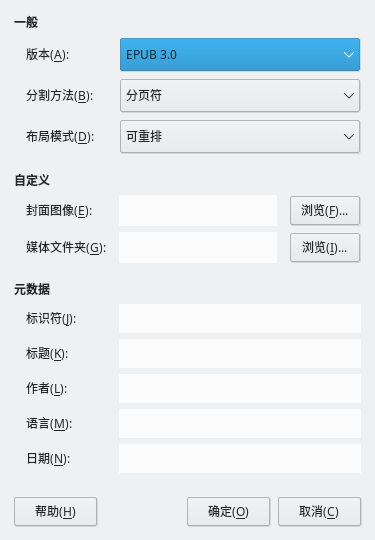 一般
版本(A): EPUB 3.0
分割方法(B): 分页符
布局模式(D): 可重排
自定义
封面图像(E): 浏览(F)...
媒体文件夹(G): 浏览(I)...
元数据
标识符(J):
标题(K):
作者(L):
语言(M):
日期(N):
帮助(H) 确定(O) 取消(C)